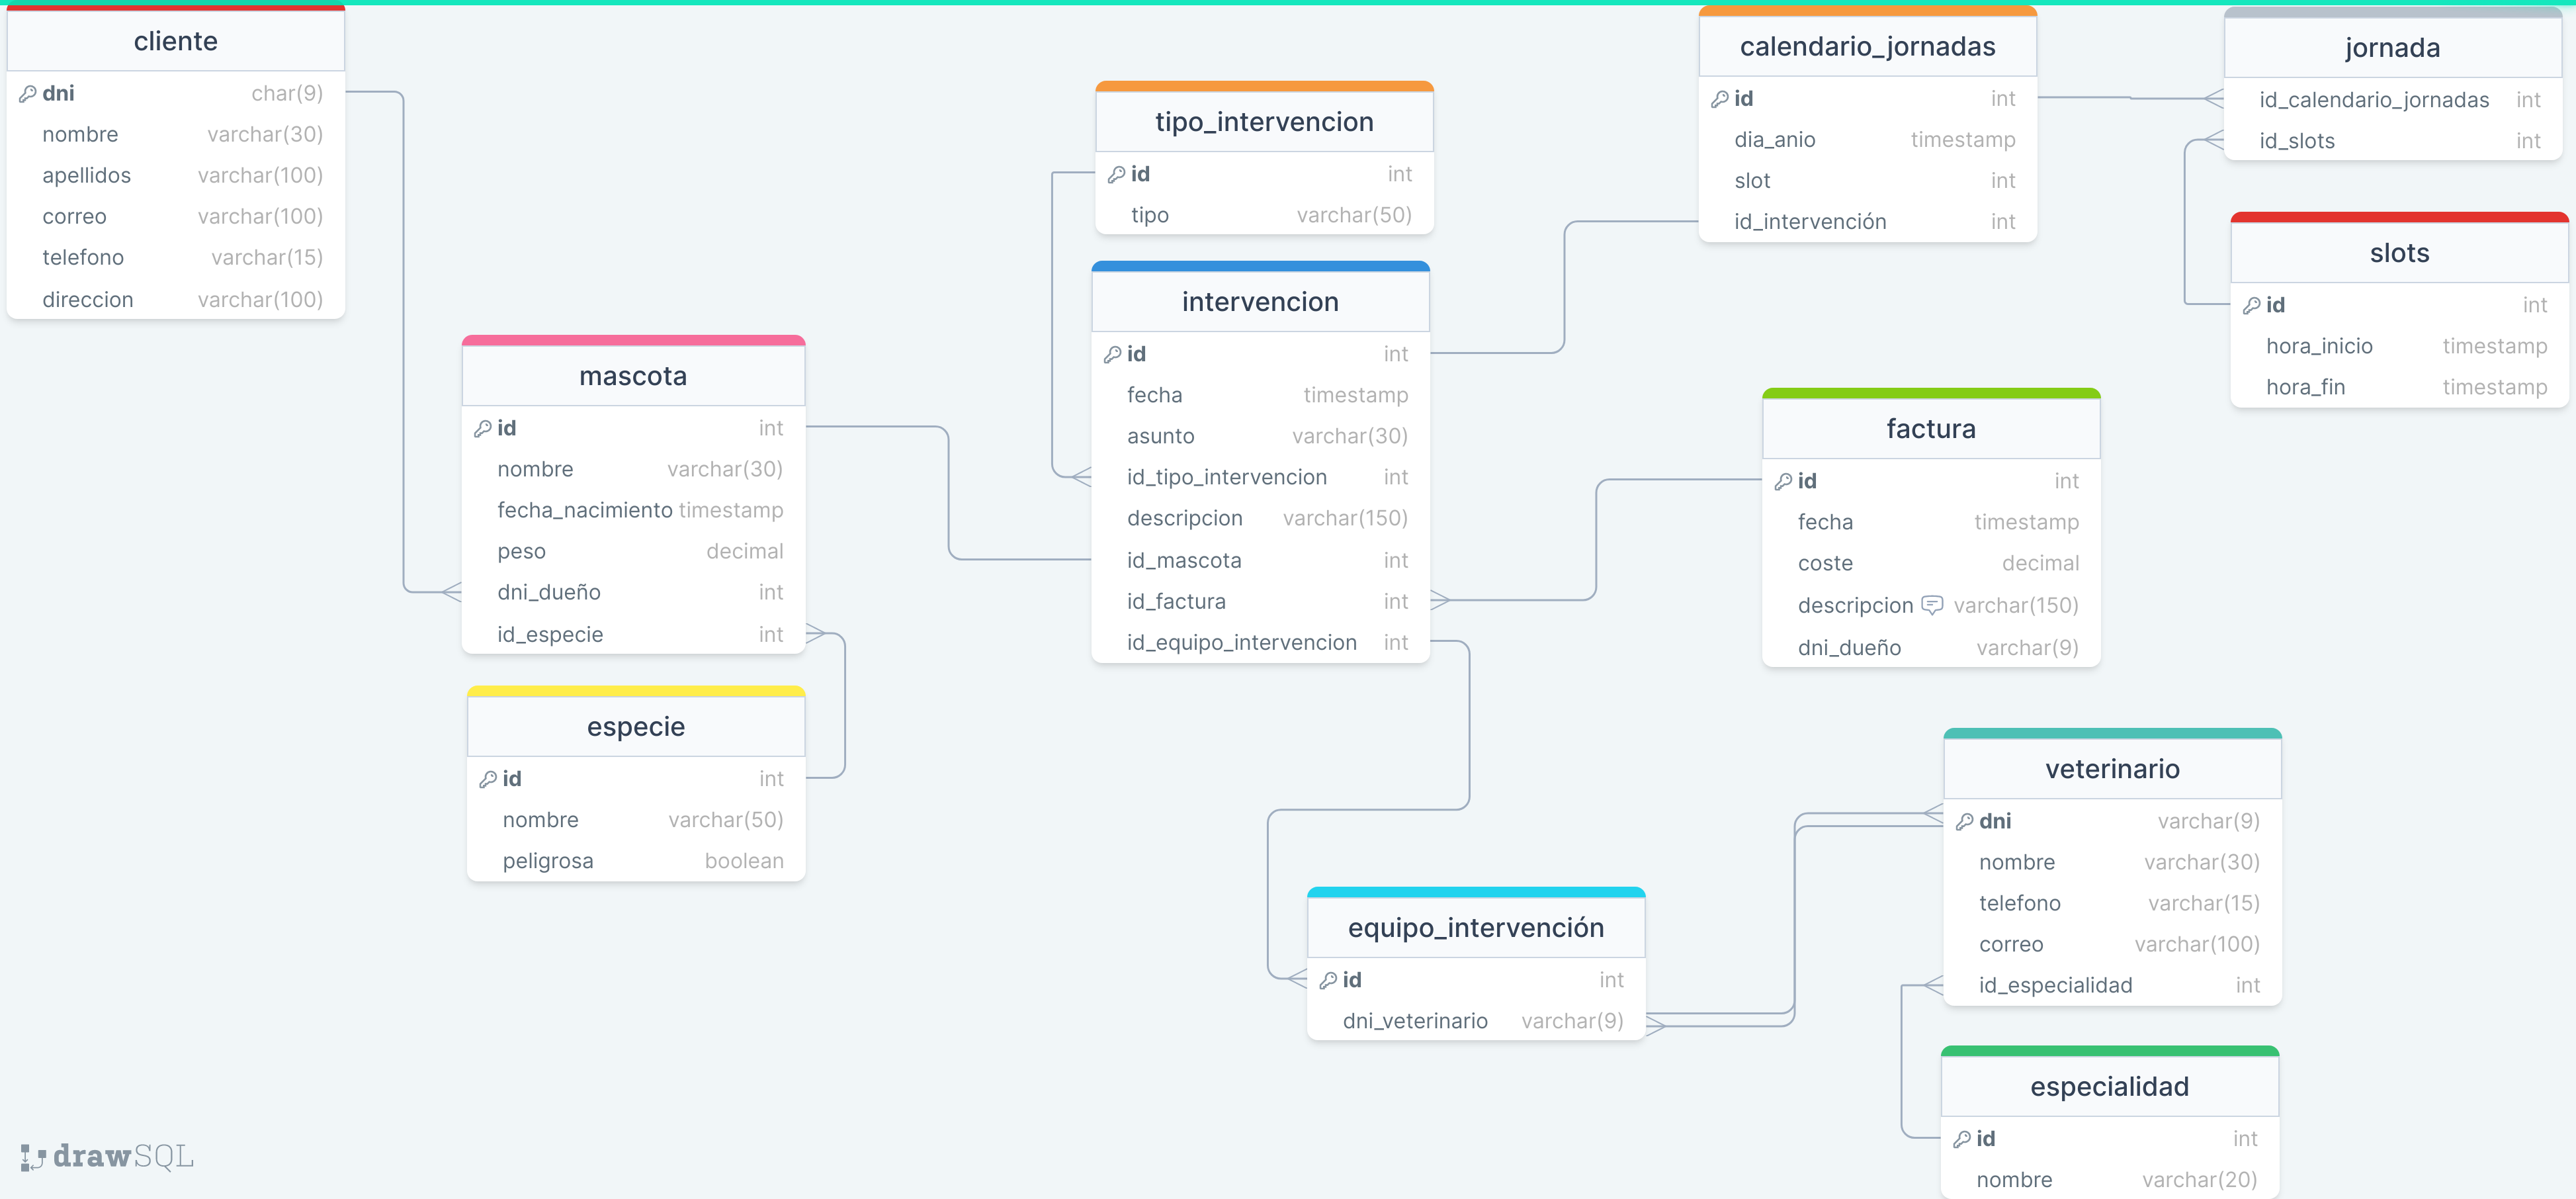 cliente
dni char(9)
nombre varchar(30)
apellidos varchar(100)
correo varchar(100)
telefono varchar(15)
direccion varchar(100)
mascota
id int
nombre varchar(30)
fecha_nacimiento timestamp
peso decimal
dni_dueño int
id_especie int
especie
id int
nombre varchar(50)
peligrosa boolean
tipo_intervencion
id int
tipo varchar(50)
intervencion
id int
fecha timestamp
asunto varchar(30)
id_tipo_intervencion int
descripcion varchar(150)
id_mascota int
id_factura int
id_equipo_intervencion int
equipo_intervención
id int
dni_veterinario varchar(9)
calendario_jornadas
id int
dia_anio timestamp
slot int
id_intervención int
jornada
id_calendario_jornadas int
id_slots int
slots
id int
hora_inicio timestamp
hora_fin timestamp
factura
id int
fecha timestamp
coste decimal
descripcion varchar(150)
dni_dueño varchar(9)
veterinario
dni varchar(9)
nombre varchar(30)
telefono varchar(15)
correo varchar(100)
id_especialidad int
especialidad
id int
nombre varchar(20)
drawSQL